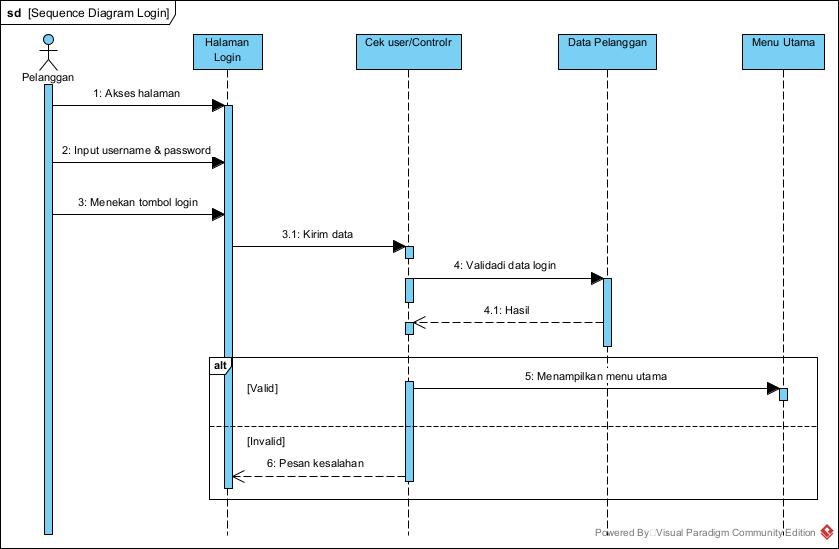 sd [Sequence Diagram Login]
Pelanggan
Halaman
Login
Cek user/Controlr
Data Pelanggan
Menu Utama
1: Akses halaman
2: Input username & password
3: Menekan tombol login
3.1: Kirim data
4: Validadi data login
4.1: Hasil
alt
[Valid]
5: Menampilkan menu utama
[Invalid]
6: Pesan kesalahan
Powered By Visual Paradigm Community Edition